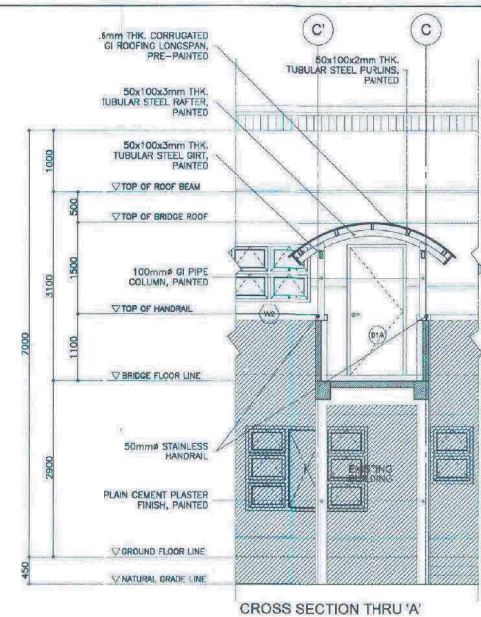 .5mm THK. CORRUGATED
GI ROOFING LONGSPAN,
PRE-PAINTED
C'
C
50x100x2mm THK.
TUBULAR STEEL PURLINS,
PAINTED
50x100x3mm THK.
TUBULAR STEEL RAFTER,
PAINTED
50x100x3mm THK.
TUBULAR STEEL GIRT,
PAINTED
1000
TOP OF ROOF BEAM
500
TOP OF BRIDGE ROOF
100mmø GI PIPE
COLUMN, PAINTED
1500
3100
TOP OF HANDRAIL
W2
D1A
7000
1100
BRIDGE FLOOR LINE
50mmø STAINLESS
HANDRAIL
2900
EXISTING
BUILDING
PLAIN CEMENT PLASTER
FINISH, PAINTED
GROUND FLOOR LINE
450
NATURAL GRADE LINE
CROSS SECTION THRU 'A'